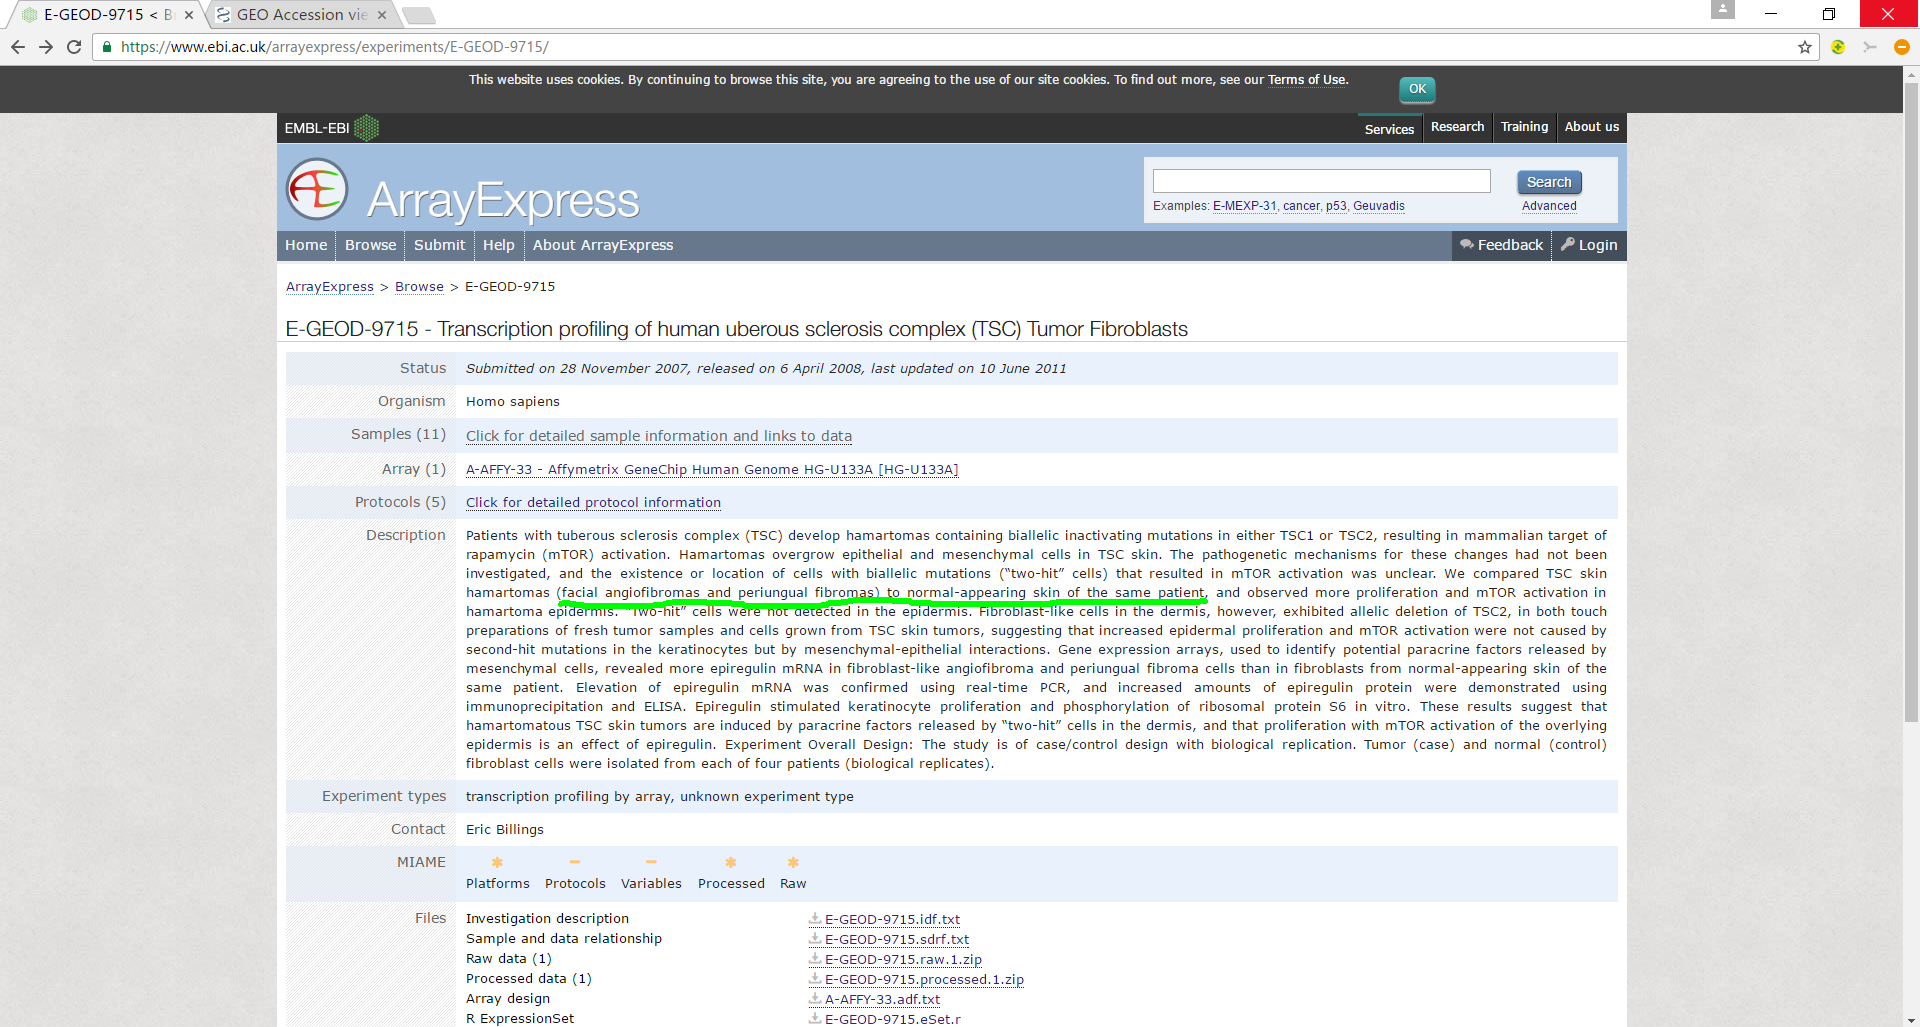 E-GEOD-9715 < B
GEO Accession vie
https://www.ebi.ac.uk/arrayexpress/experiments/E-GEOD-9715/
This website uses cookies. By continuing to browse this site, you are agreeing to the use of our site cookies. To find out more, see our Terms of Use.
OK
EMBL-EBI
Services Research Training About us
ArrayExpress
Search
Examples: E-MEXP-31, cancer, p53, Geuvadis
Advanced
Home Browse Submit Help About ArrayExpress Feedback Login
ArrayExpress > Browse > E-GEOD-9715
E-GEOD-9715 - Transcription profiling of human uberous sclerosis complex (TSC) Tumor Fibroblasts
Status Submitted on 28 November 2007, released on 6 April 2008, last updated on 10 June 2011
Organism Homo sapiens
Samples (11) Click for detailed sample information and links to data
Array (1) A-AFFY-33 - Affymetrix GeneChip Human Genome HG-U133A [HG-U133A]
Protocols (5) Click for detailed protocol information
Description Patients with tuberous sclerosis complex (TSC) develop hamartomas containing biallelic inactivating mutations in either TSC1 or TSC2, resulting in mammalian target of
rapamycin (mTOR) activation. Hamartomas overgrow epithelial and mesenchymal cells in TSC skin. The pathogenetic mechanisms for these changes had not been
investigated, and the existence or location of cells with biallelic mutations (“two-hit” cells) that resulted in mTOR activation was unclear. We compared TSC skin
hamartomas (facial angiofibromas and periungual fibromas) to normal-appearing skin of the same patient, and observed more proliferation and mTOR activation in
hamartoma epidermis. “Two-hit” cells were not detected in the epidermis. Fibroblast-like cells in the dermis, however, exhibited allelic deletion of TSC2, in both touch
preparations of fresh tumor samples and cells grown from TSC skin tumors, suggesting that increased epidermal proliferation and mTOR activation were not caused by
second-hit mutations in the keratinocytes but by mesenchymal-epithelial interactions. Gene expression arrays, used to identify potential paracrine factors released by
mesenchymal cells, revealed more epiregulin mRNA in fibroblast-like angiofibroma and periungual fibroma cells than in fibroblasts from normal-appearing skin of the
same patient. Elevation of epiregulin mRNA was confirmed using real-time PCR, and increased amounts of epiregulin protein were demonstrated using
immunoprecipitation and ELISA. Epiregulin stimulated keratinocyte proliferation and phosphorylation of ribosomal protein S6 in vitro. These results suggest that
hamartomatous TSC skin tumors are induced by paracrine factors released by “two-hit” cells in the dermis, and that proliferation with mTOR activation of the overlying
epidermis is an effect of epiregulin. Experiment Overall Design: The study is of case/control design with biological replication. Tumor (case) and normal (control)
fibroblast cells were isolated from each of four patients (biological replicates).
Experiment types transcription profiling by array, unknown experiment type
Contact Eric Billings
MIAME * – – * *
Platforms Protocols Variables Processed Raw
Files Investigation description E-GEOD-9715.idf.txt
Sample and data relationship E-GEOD-9715.sdrf.txt
Raw data (1) E-GEOD-9715.raw.1.zip
Processed data (1) E-GEOD-9715.processed.1.zip
Array design A-AFFY-33.adf.txt
R ExpressionSet E-GEOD-9715.eSet.r